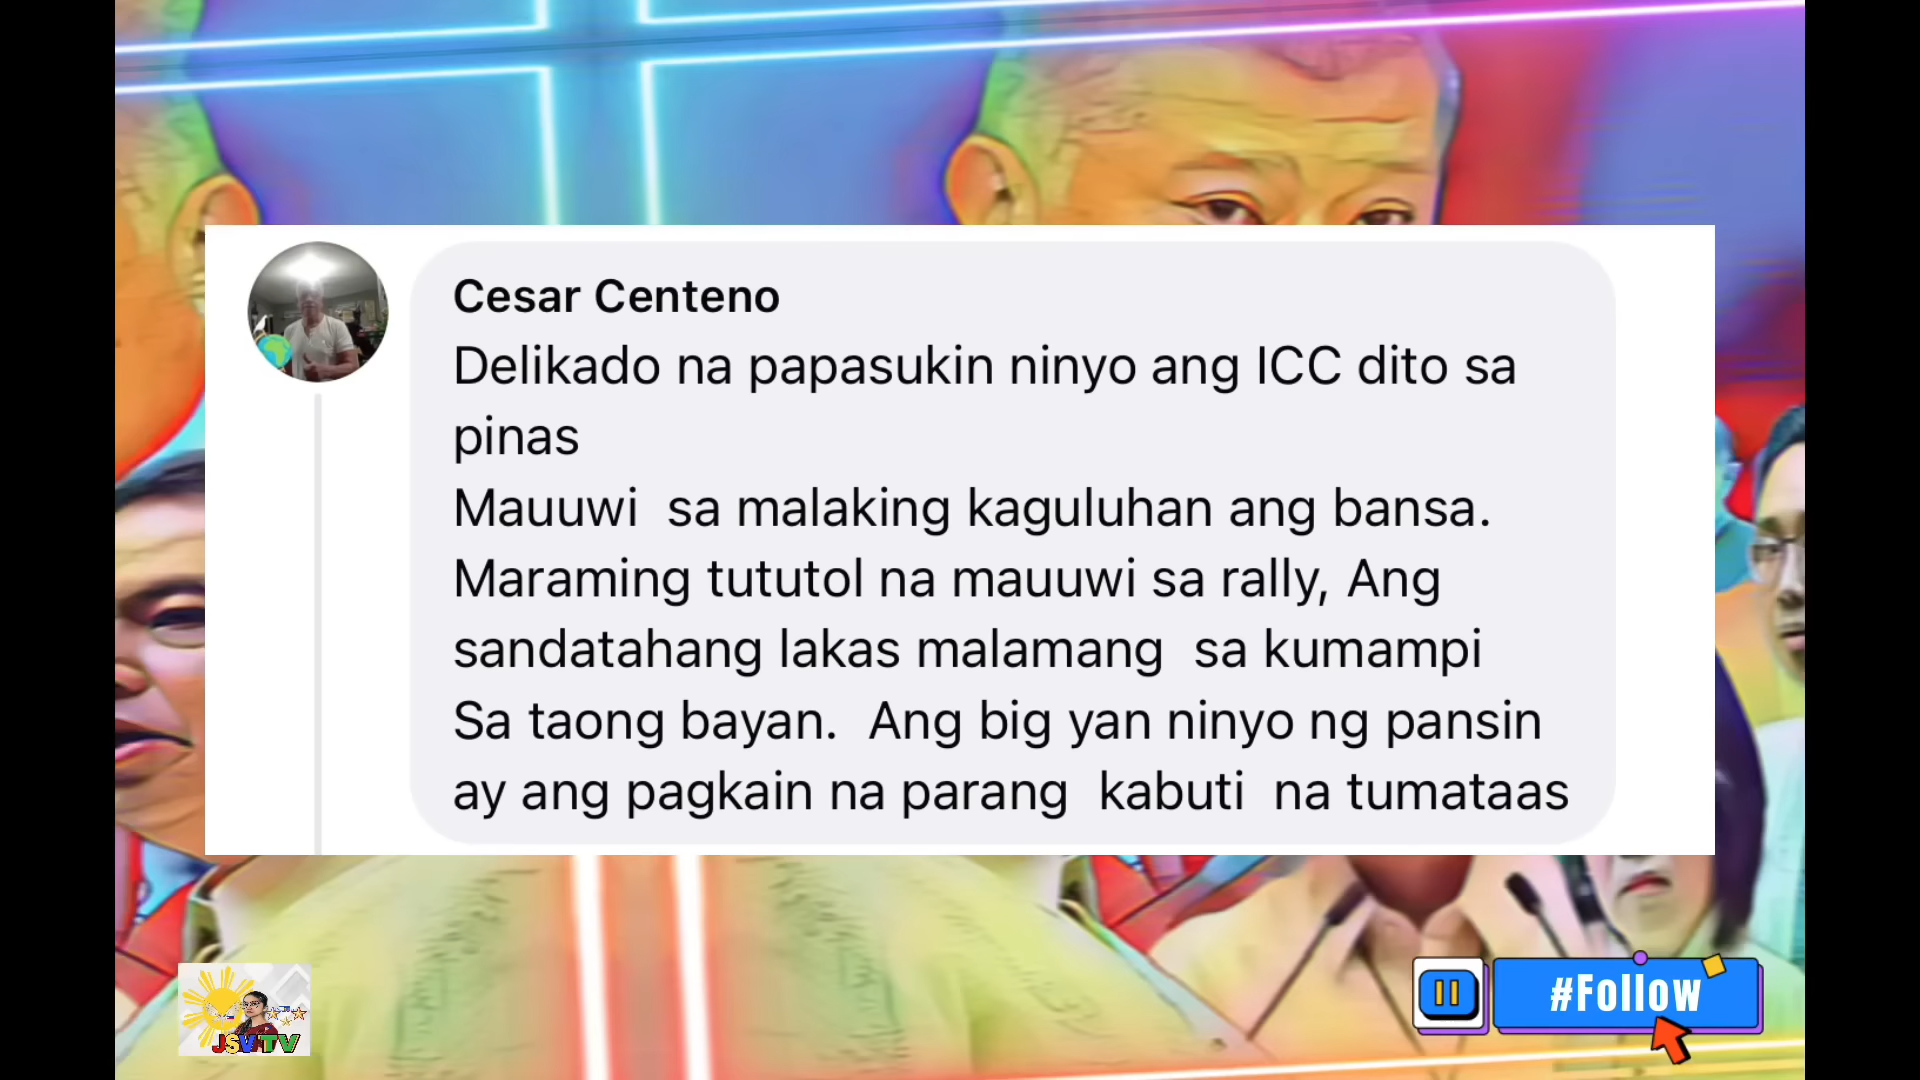 Cesar Centeno
Delikado na papasukin ninyo ang ICC dito sa
pinas
Mauuwi  sa malaking kaguluhan ang bansa.
Maraming tututol na mauuwi sa rally, Ang
sandatahang lakas malamang  sa kumampi
Sa taong bayan.  Ang big yan ninyo ng pansin
ay ang pagkain na parang  kabuti  na tumataas
JSV TV
#Follow